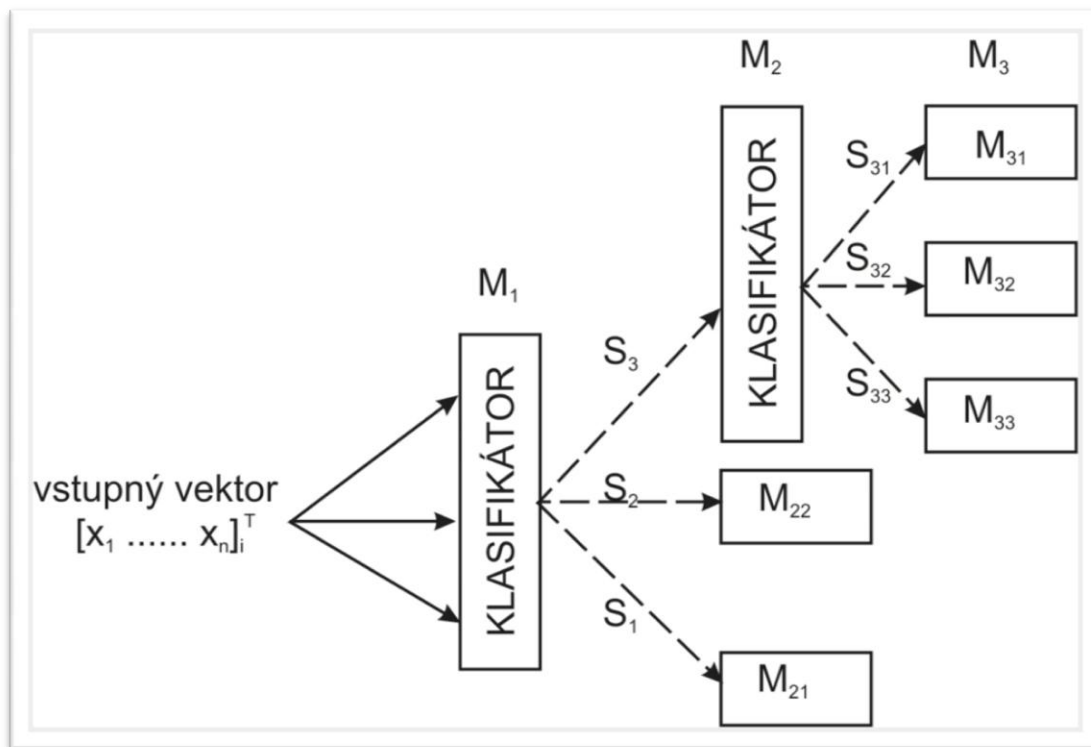 M₂
M₃
M₃₁
S₃₁
KLASIFIKÁTOR
S₃₂
M₃₂
M₁
S₃
S₃₃
M₃₃
KLASIFIKÁTOR
vstupný vektor
[x₁ ...... xₙ]ᵢᵀ
S₂
M₂₂
S₁
M₂₁